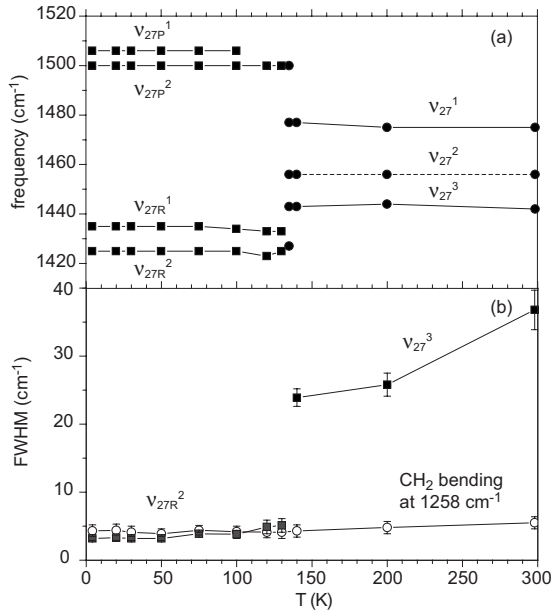 (a)
frequency (cm⁻¹)
1520
1500
1480
1460
1440
1420
ν27P¹
ν27P²
ν27¹
ν27²
ν27³
ν27R¹
ν27R²
(b)
FWHM (cm⁻¹)
40
30
20
10
0
ν27³
CH₂ bending
at 1258 cm⁻¹
ν27R²
0 50 100 150 200 250 300
T (K)